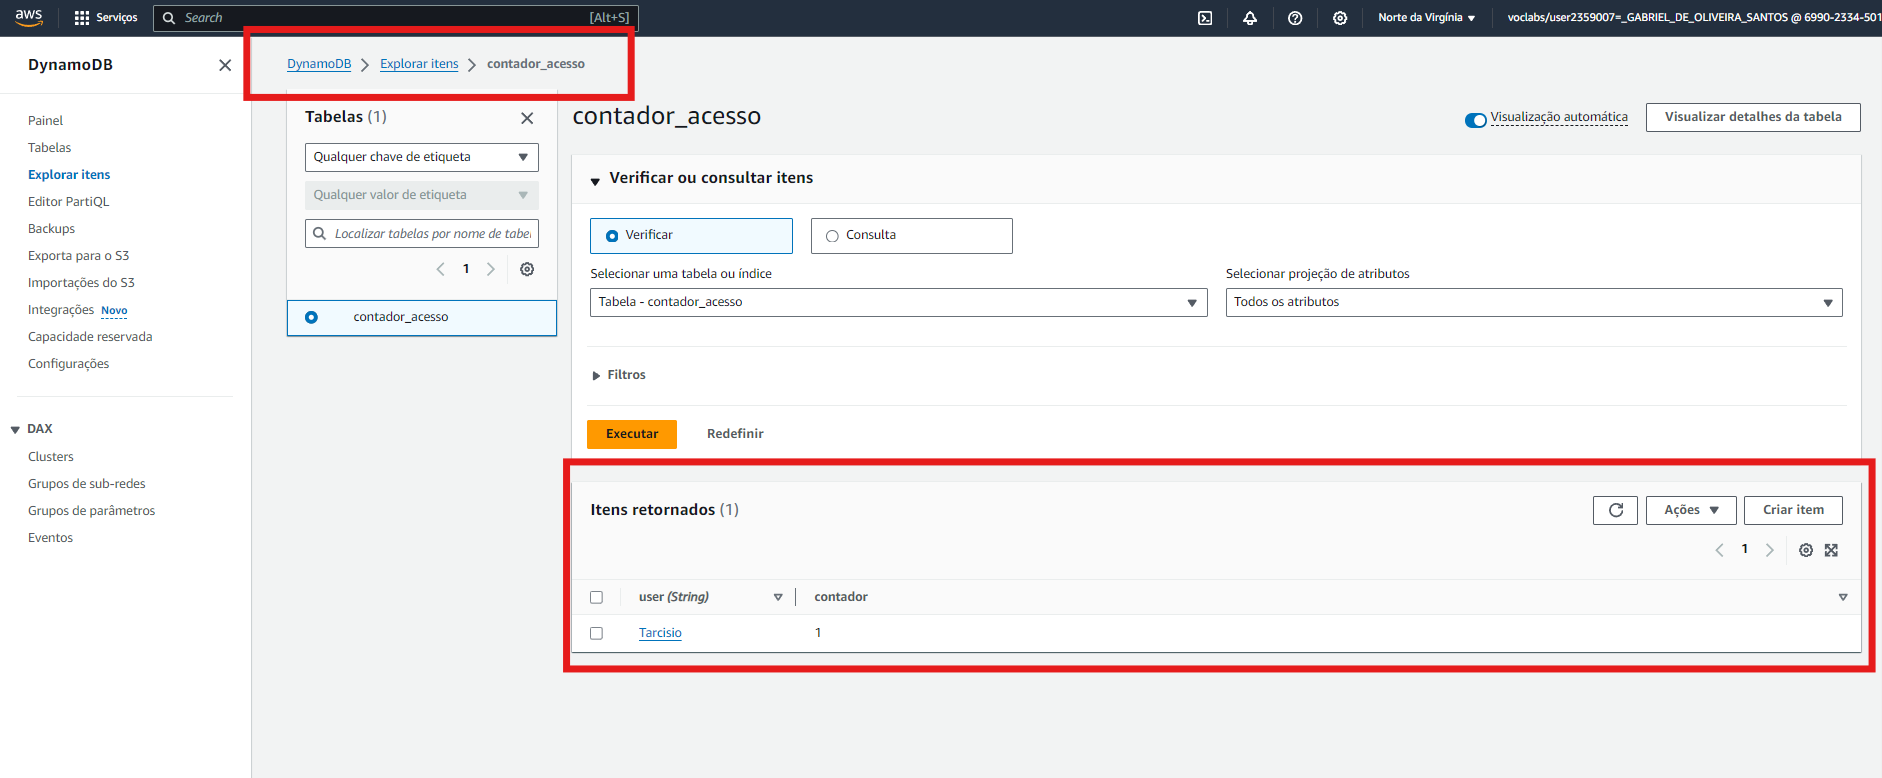 aws
Serviços
Search
[Alt+S]
Norte da Virgínia
voclabs/user2359007=_GABRIEL_DE_OLIVEIRA_SANTOS @ 6990-2334-501
DynamoDB
Painel
Tabelas
Explorar itens
Editor PartiQL
Backups
Exporta para o S3
Importações do S3
Integrações Novo
Capacidade reservada
Configurações
DAX
Clusters
Grupos de sub-redes
Grupos de parâmetros
Eventos
DynamoDB
Explorar itens
contador_acesso
Tabelas (1)
Qualquer chave de etiqueta
Qualquer valor de etiqueta
Localizar tabelas por nome de tabe
1
contador_acesso
contador_acesso
Visualização automática
Visualizar detalhes da tabela
Verificar ou consultar itens
Verificar
Consulta
Selecionar uma tabela ou índice
Tabela - contador_acesso
Selecionar projeção de atributos
Todos os atributos
Filtros
Executar
Redefinir
Itens retornados (1)
Ações
Criar item
1
user (String)
contador
Tarcisio
1